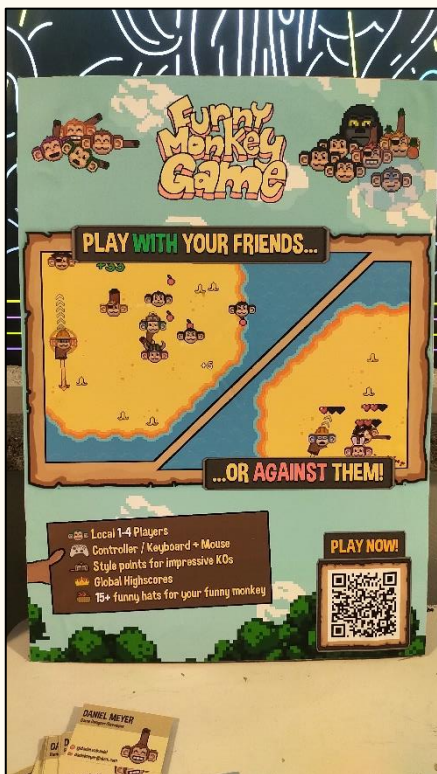 Funny
Monkey
Game
PLAY WITH YOUR FRIENDS...
+5
...OR AGAINST THEM!
Local 1-4 Players
Controller / Keyboard + Mouse
Style points for impressive KOs
Global Highscores
15+ funny hats for your funny monkey
PLAY NOW!
DANIEL MEYER